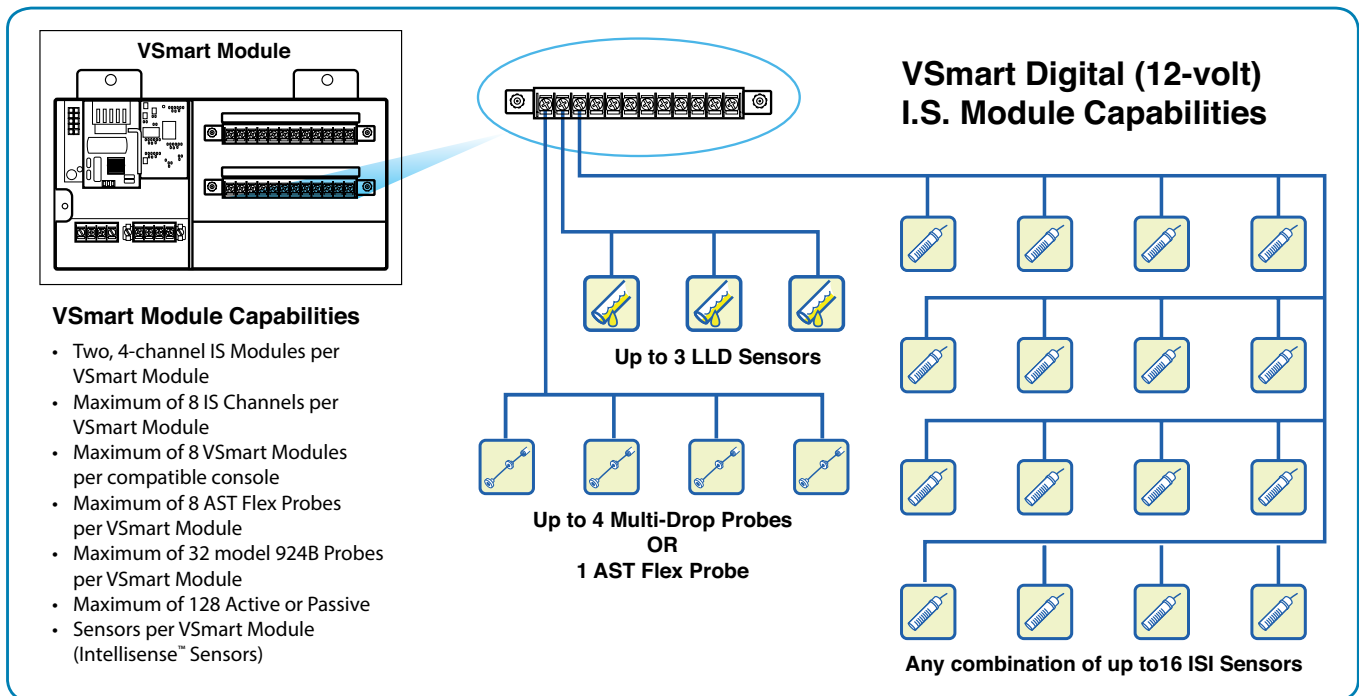 VSmart Module
VSmart Digital (12-volt)
I.S. Module Capabilities
VSmart Module Capabilities
• Two, 4-channel IS Modules per
VSmart Module
• Maximum of 8 IS Channels per
VSmart Module
• Maximum of 8 VSmart Modules
per compatible console
• Maximum of 8 AST Flex Probes
per VSmart Module
• Maximum of 32 model 924B Probes
per VSmart Module
• Maximum of 128 Active or Passive
• Sensors per VSmart Module
(Intellisense™ Sensors)
Up to 3 LLD Sensors
Up to 4 Multi-Drop Probes
OR
1 AST Flex Probe
Any combination of up to16 ISI Sensors